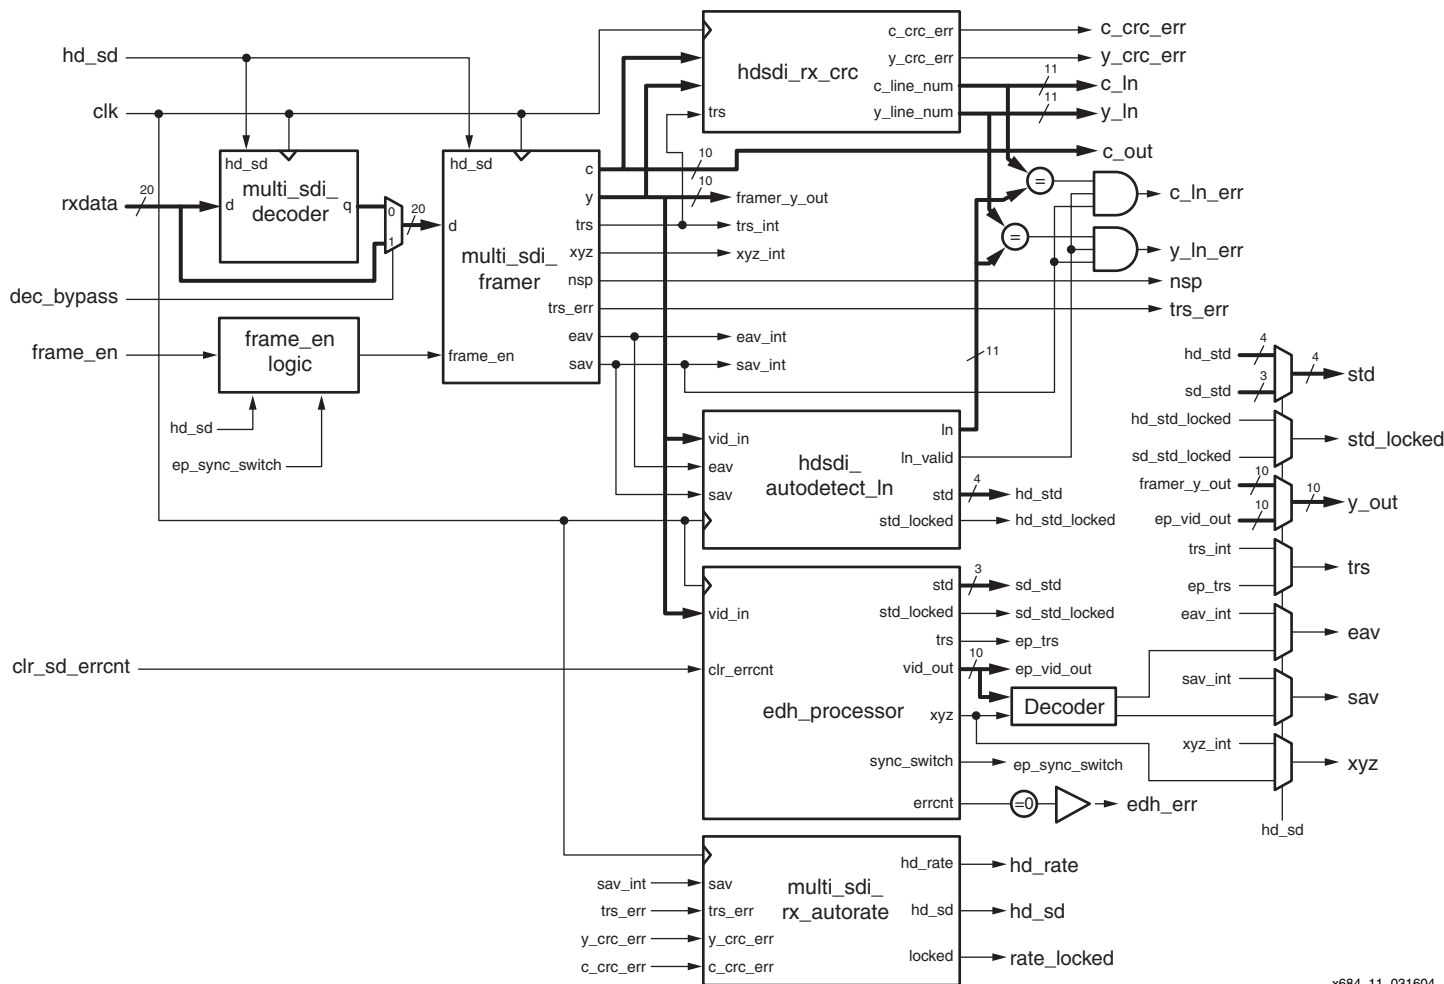 hd_sd
clk
rxdata
20
dec_bypass
frame_en
hd_sd
multi_sdi_
decoder
d
q
0
1
20
frame_en
logic
hd_sd
ep_sync_switch
hd_sd
d
multi_sdi_
framer
frame_en
c
y
trs
xyz
nsp
trs_err
eav
sav
10
10
framer_y_out
trs_int
xyz_int
eav_int
sav_int
hdsdi_rx_crc
trs
c_crc_err
y_crc_err
c_line_num
y_line_num
11
11
c_crc_err
y_crc_err
c_ln
y_ln
c_out
=
=
c_ln_err
y_ln_err
nsp
trs_err
11
vid_in
eav
sav
hdsdi_
autodetect_ln
ln
ln_valid
std
std_locked
4
hd_std
hd_std_locked
clr_sd_errcnt
vid_in
clr_errcnt
edh_processor
std
std_locked
trs
vid_out
xyz
sync_switch
errcnt
3
sd_std
sd_std_locked
ep_trs
10
ep_vid_out
Decoder
ep_sync_switch
=0
edh_err
sav_int
trs_err
y_crc_err
c_crc_err
sav
trs_err
y_crc_err
c_crc_err
multi_sdi_
rx_autorate
hd_rate
hd_sd
locked
hd_rate
hd_sd
rate_locked
hd_std
4
sd_std
3
4
std
hd_std_locked
sd_std_locked
std_locked
framer_y_out
10
ep_vid_out
10
10
y_out
trs_int
ep_trs
trs
eav_int
eav
sav_int
sav
xyz_int
xyz
hd_sd
x684_11_031604